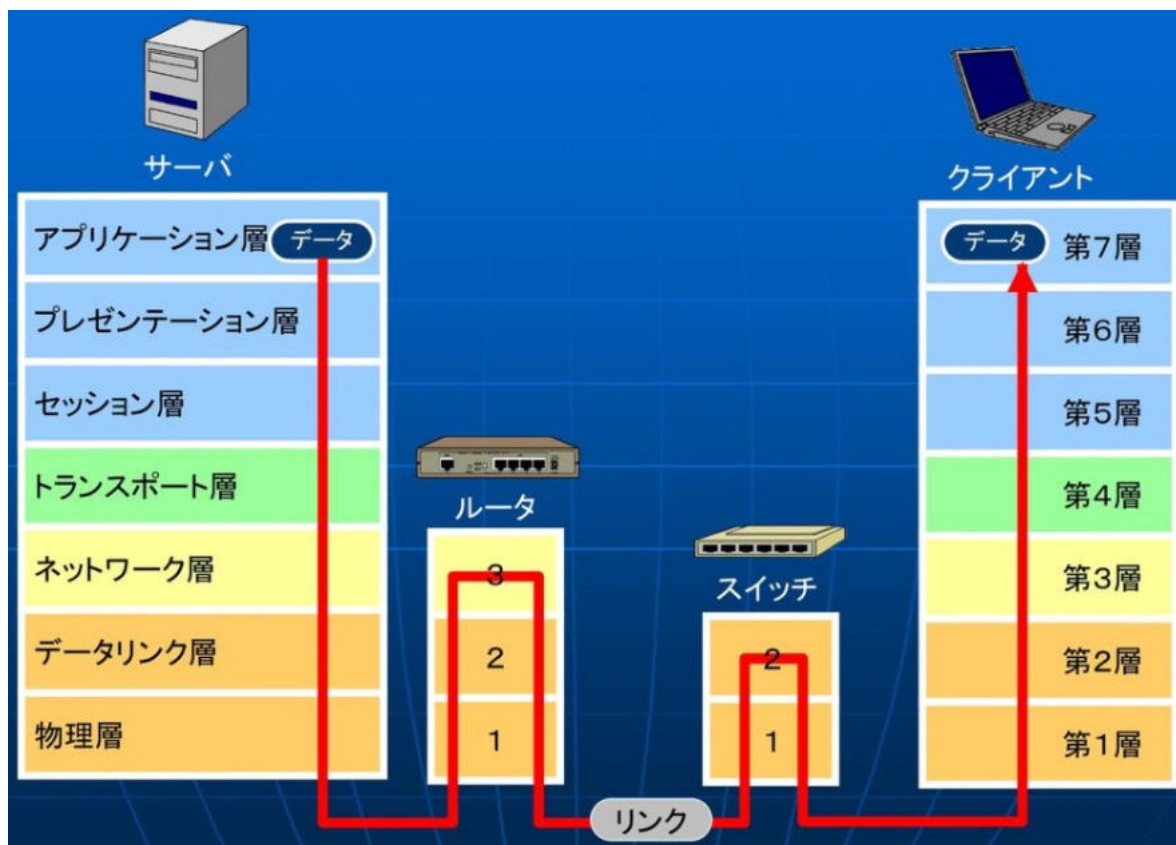 サーバ
アプリケーション層
データ
プレゼンテーション層
セッション層
トランスポート層
ネットワーク層
データリンク層
物理層
ルータ
3
2
1
リンク
スイッチ
2
1
クライアント
データ
第7層
第6層
第5層
第4層
第3層
第2層
第1層